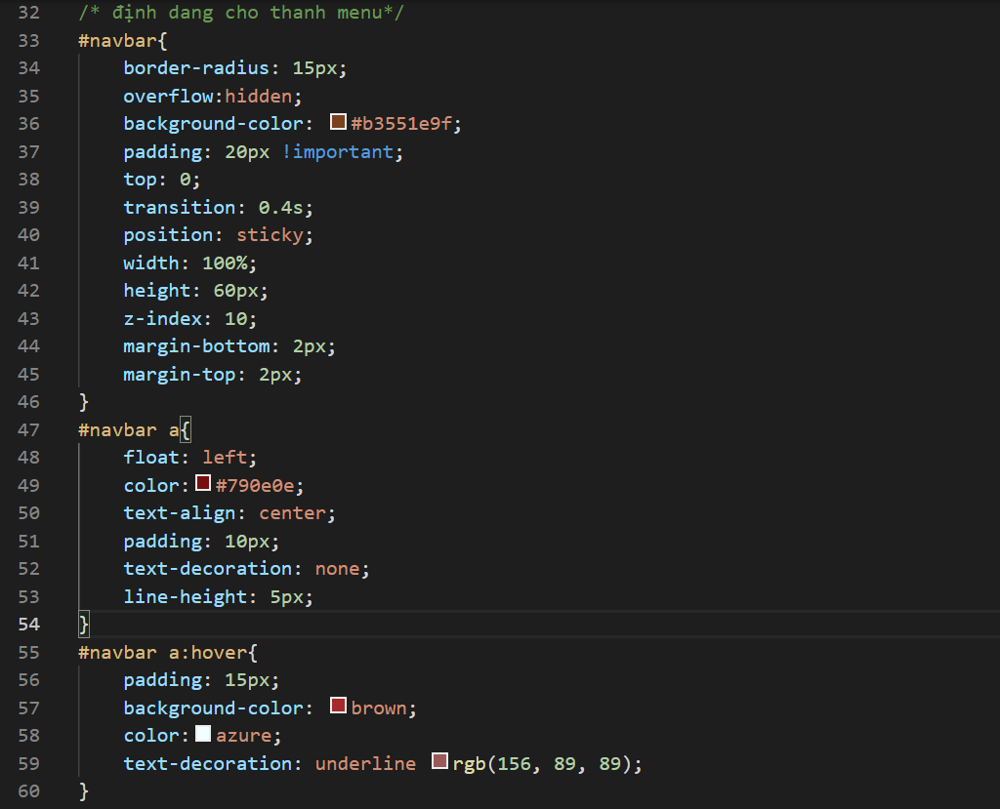 32 /* định dang cho thanh menu*/
33 #navbar{
34     border-radius: 15px;
35     overflow:hidden;
36     background-color: #b3551e9f;
37     padding: 20px !important;
38     top: 0;
39     transition: 0.4s;
40     position: sticky;
41     width: 100%;
42     height: 60px;
43     z-index: 10;
44     margin-bottom: 2px;
45     margin-top: 2px;
46 }
47 #navbar a{
48     float: left;
49     color: #790e0e;
50     text-align: center;
51     padding: 10px;
52     text-decoration: none;
53     line-height: 5px;
54 }
55 #navbar a:hover{
56     padding: 15px;
57     background-color: brown;
58     color: azure;
59     text-decoration: underline rgb(156, 89, 89);
60 }